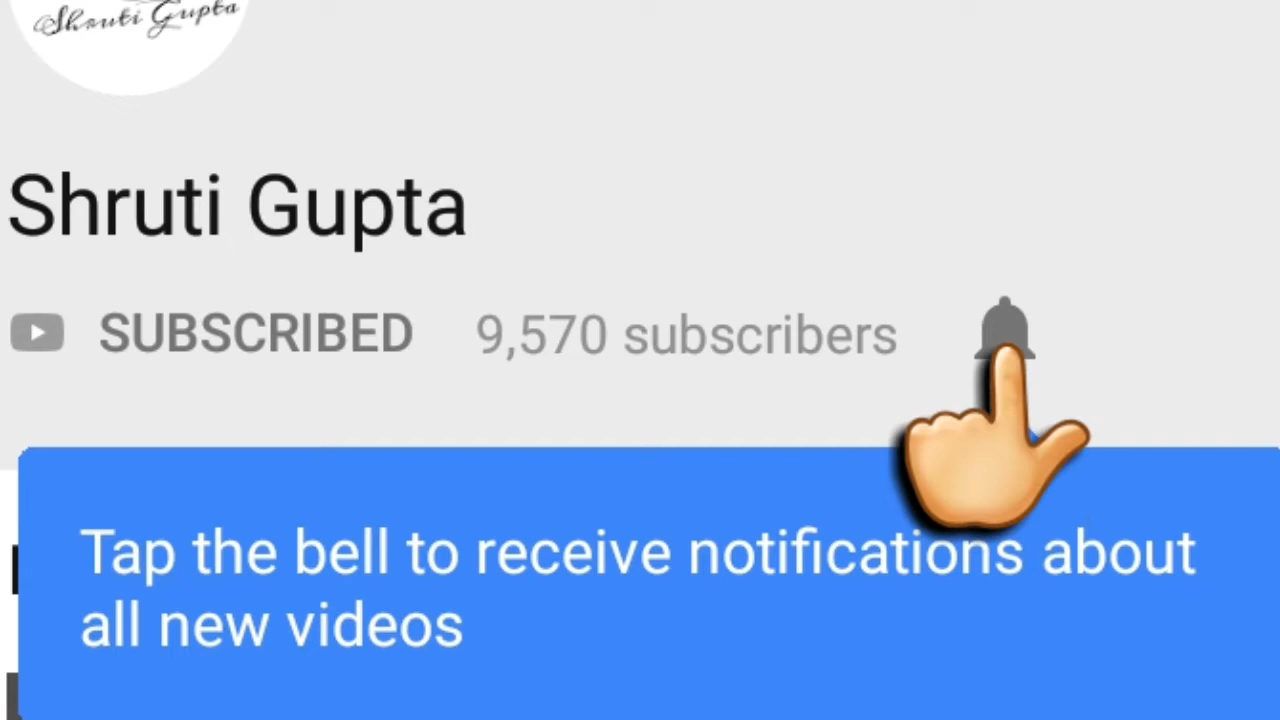 Shruti Gupta
Shruti Gupta
SUBSCRIBED 9,570 subscribers
Tap the bell to receive notifications about
all new videos